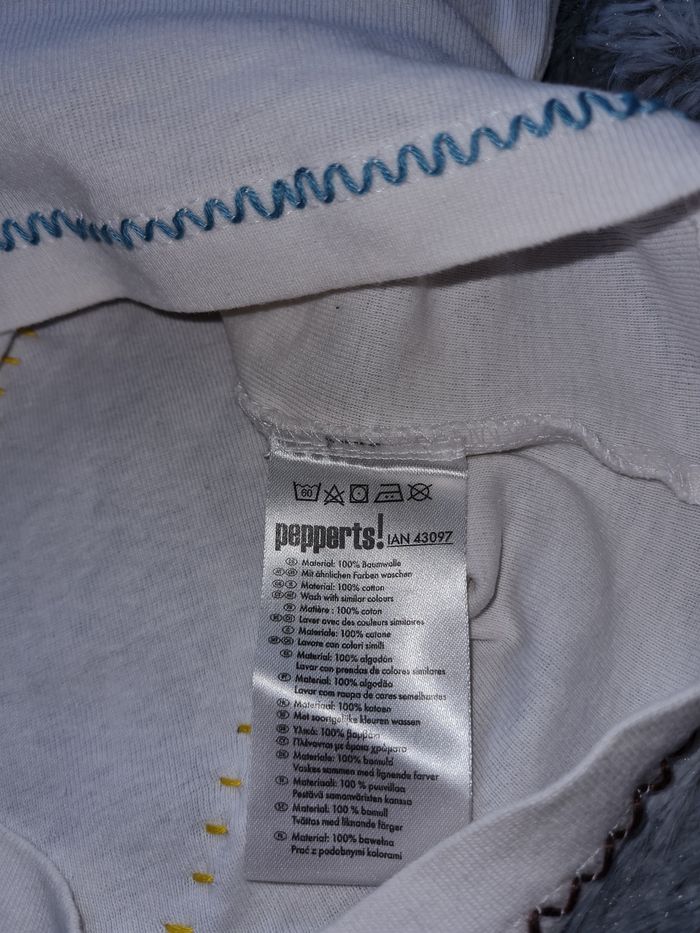 60
pepperts! IAN 43097
Material: 100% Baumwolle
Mit ähnlichen Farben waschen
Material: 100% cotton
Wash with similar colours
Matière : 100% coton
Laver avec des couleurs similaires
Materiale: 100% cotone
Lavare con colori simili
Material: 100% algodón
Lavar con prendas de colores similares
Material: 100% algodão
Lavar com roupa de cores semelhantes
Materiaal: 100% katoen
Met soortgelijke kleuren wassen
Υλικό: 100% βαμβάκι
Πλένονται με όμοια χρώματα
Materiale: 100% bomuld
Vaskes sammen med lignende farver
Materiaali: 100 % puuvillaa
Pestävä samanväristen kanssa
Material: 100 % bomull
Tvättas med liknande färger
Materiał: 100% bawełna
Prać z podobnymi kolorami